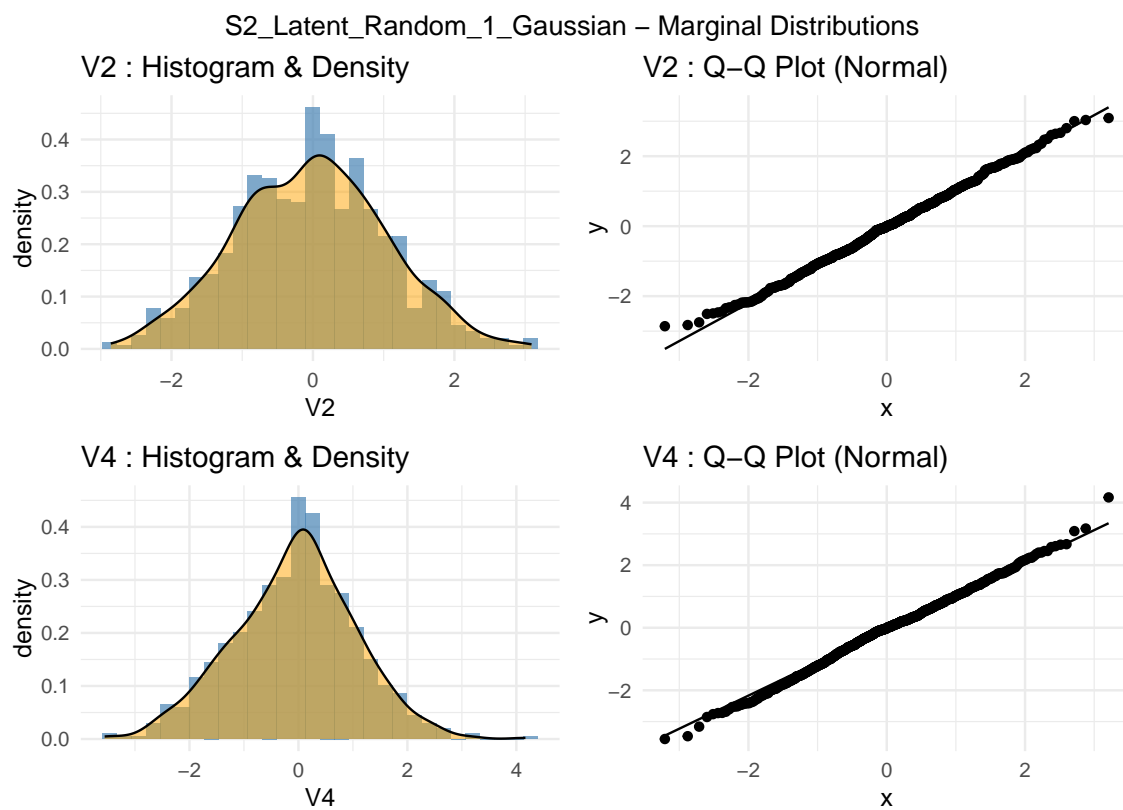 S2_Latent_Random_1_Gaussian – Marginal Distributions
V2 : Histogram & Density
V2 : Q−Q Plot (Normal)
density
0.4
0.3
0.2
0.1
0.0
−2
0
2
V2
y
2
0
−2
−2
0
2
x
V4 : Histogram & Density
V4 : Q−Q Plot (Normal)
density
0.4
0.3
0.2
0.1
0.0
−2
0
2
4
V4
y
4
2
0
−2
−2
0
2
x